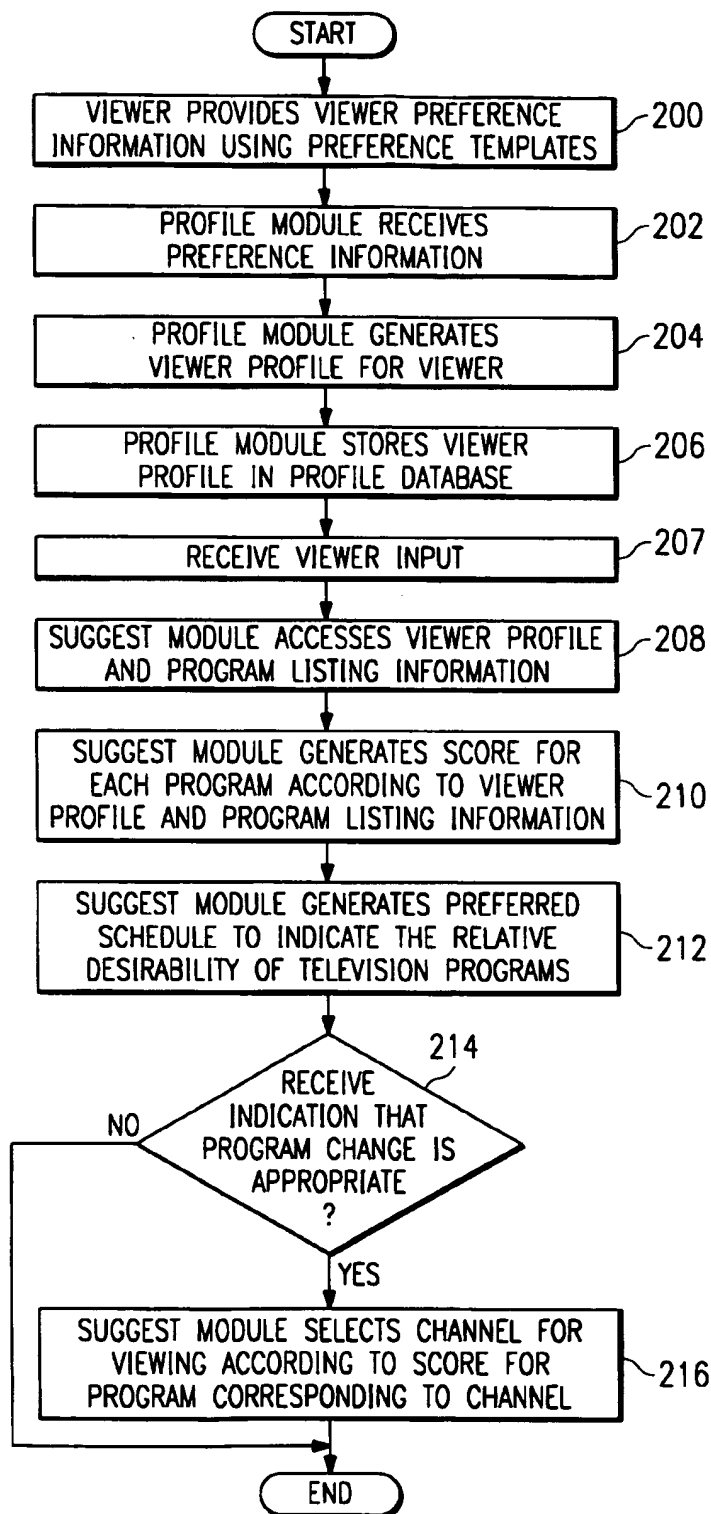 START
VIEWER PROVIDES VIEWER PREFERENCE
INFORMATION USING PREFERENCE TEMPLATES
200
PROFILE MODULE RECEIVES
PREFERENCE INFORMATION
202
PROFILE MODULE GENERATES
VIEWER PROFILE FOR VIEWER
204
PROFILE MODULE STORES VIEWER
PROFILE IN PROFILE DATABASE
206
RECEIVE VIEWER INPUT
207
SUGGEST MODULE ACCESSES VIEWER PROFILE
AND PROGRAM LISTING INFORMATION
208
SUGGEST MODULE GENERATES SCORE FOR
EACH PROGRAM ACCORDING TO VIEWER
PROFILE AND PROGRAM LISTING INFORMATION
210
SUGGEST MODULE GENERATES PREFERRED
SCHEDULE TO INDICATE THE RELATIVE
DESIRABILITY OF TELEVISION PROGRAMS
212
214
RECEIVE
INDICATION THAT
PROGRAM CHANGE IS
APPROPRIATE
?
NO
YES
SUGGEST MODULE SELECTS CHANNEL FOR
VIEWING ACCORDING TO SCORE FOR
PROGRAM CORRESPONDING TO CHANNEL
216
END